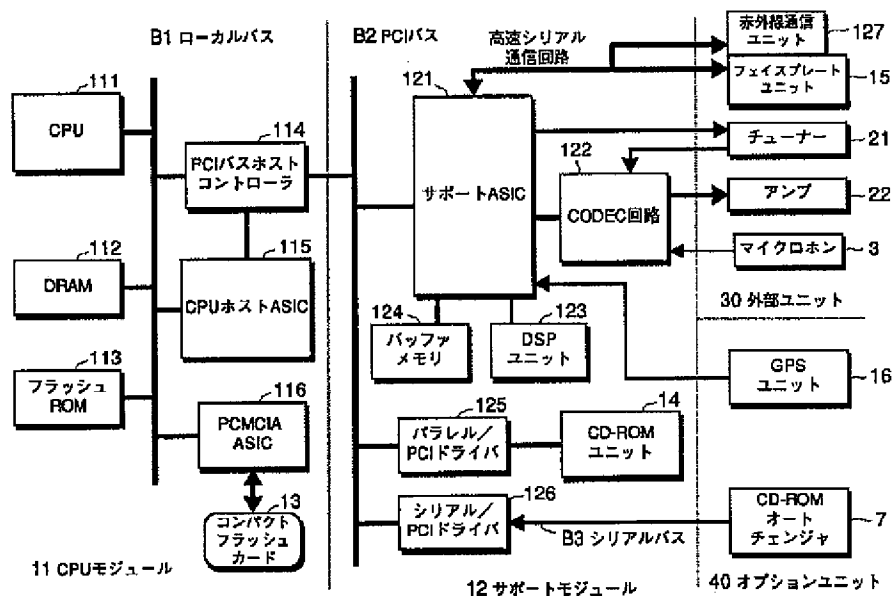 B1 ローカルバス
B2 PCIバス
高速シリアル
通信回路
赤外線通信
ユニット
127
フェイスプレート
ユニット
15
111
CPU
114
PCIバスホスト
コントローラ
121
サポートASIC
122
CODEC回路
チューナー
21
アンプ
22
マイクロホン
3
30 外部ユニット
112
DRAM
115
CPUホストASIC
124
バッファ
メモリ
123
DSP
ユニット
113
フラッシュ
ROM
116
PCMCIA
ASIC
GPS
ユニット
16
125
パラレル/
PCIドライバ
14
CD-ROM
ユニット
13
コンパクト
フラッシュ
カード
126
シリアル/
PCIドライバ
B3 シリアルバス
CD-ROM
オート
チェンジャ
7
11 CPUモジュール
12 サポートモジュール
40 オプションユニット